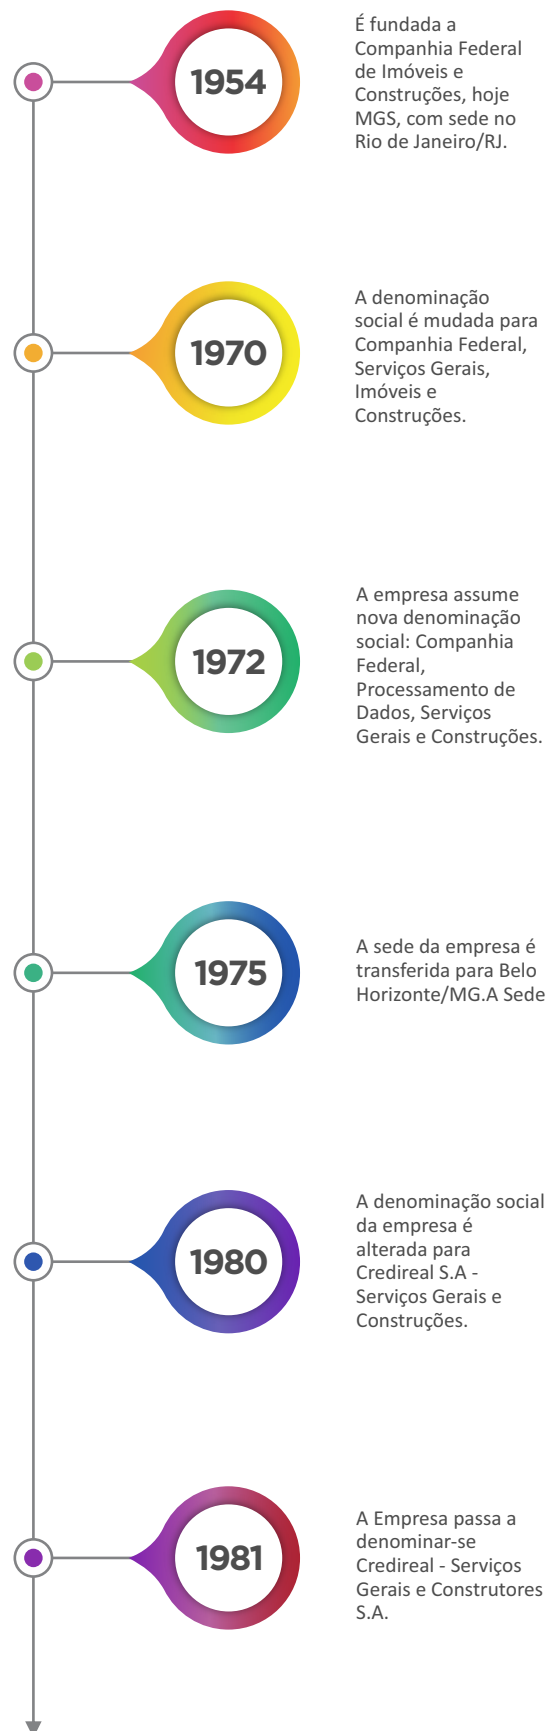 1954
É fundada a
Companhia Federal
de Imóveis e
Construções, hoje
MGS, com sede no
Rio de Janeiro/RJ.
1970
A denominação
social é mudada para
Companhia Federal,
Serviços Gerais,
Imóveis e
Construções.
1972
A empresa assume
nova denominação
social: Companhia
Federal,
Processamento de
Dados, Serviços
Gerais e Construções.
1975
A sede da empresa é
transferida para Belo
Horizonte/MG.A Sede
1980
A denominação social
da empresa é
alterada para
Credireal S.A -
Serviços Gerais e
Construções.
1981
A Empresa passa a
denominar-se
Credireal - Serviços
Gerais e Construtores
S.A.